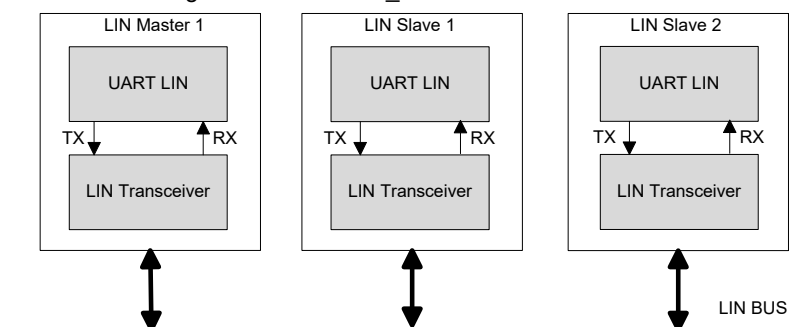 LIN Master 1
LIN Slave 1
LIN Slave 2
UART LIN
UART LIN
UART LIN
TX
RX
TX
RX
TX
RX
LIN Transceiver
LIN Transceiver
LIN Transceiver
LIN BUS